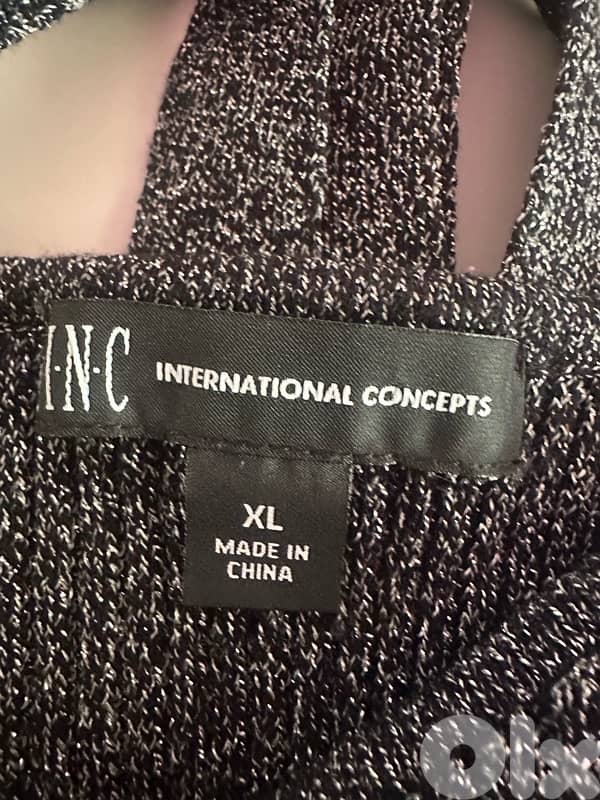 I·N·C INTERNATIONAL CONCEPTS
XL
MADE IN
CHINA
Olx